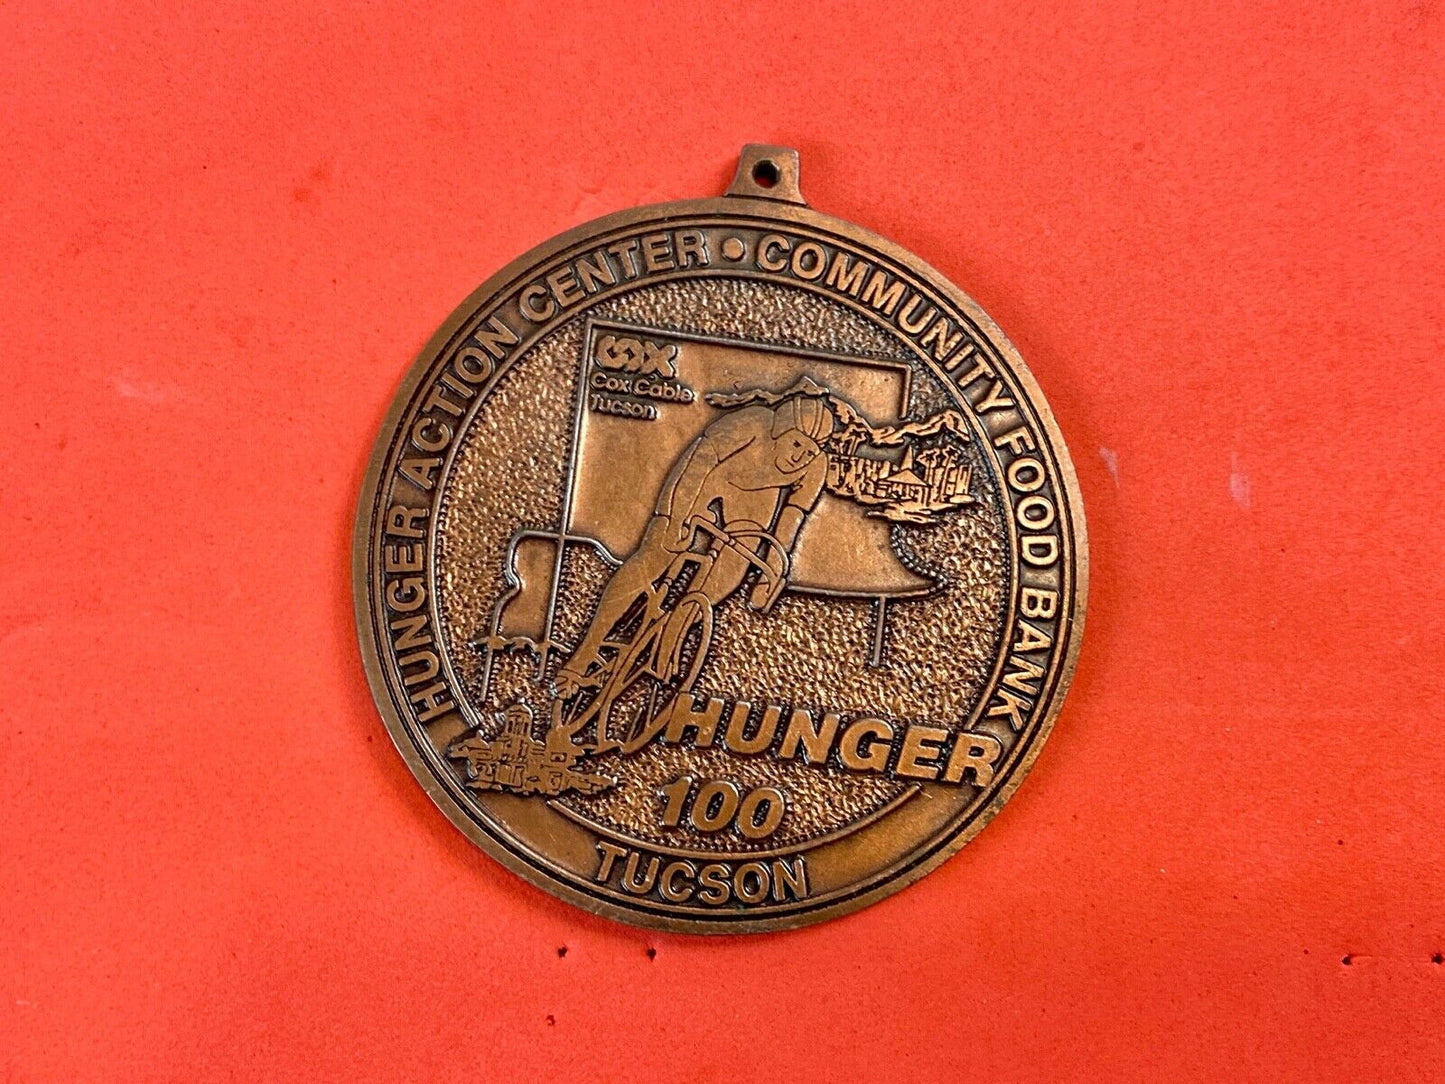 HUNGER ACTION CENTER • COMMUNITY FOOD BANK
COX
Cox Cable
Tucson
HUNGER
100
TUCSON